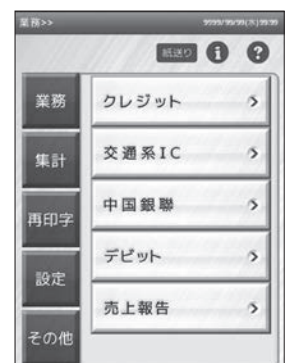 業務>>
9999/99/99(木)99:99
紙送り i ?
業務
集計
再印字
設定
その他
クレジット >
交通系IC >
中国銀聯 >
デビット >
売上報告 >